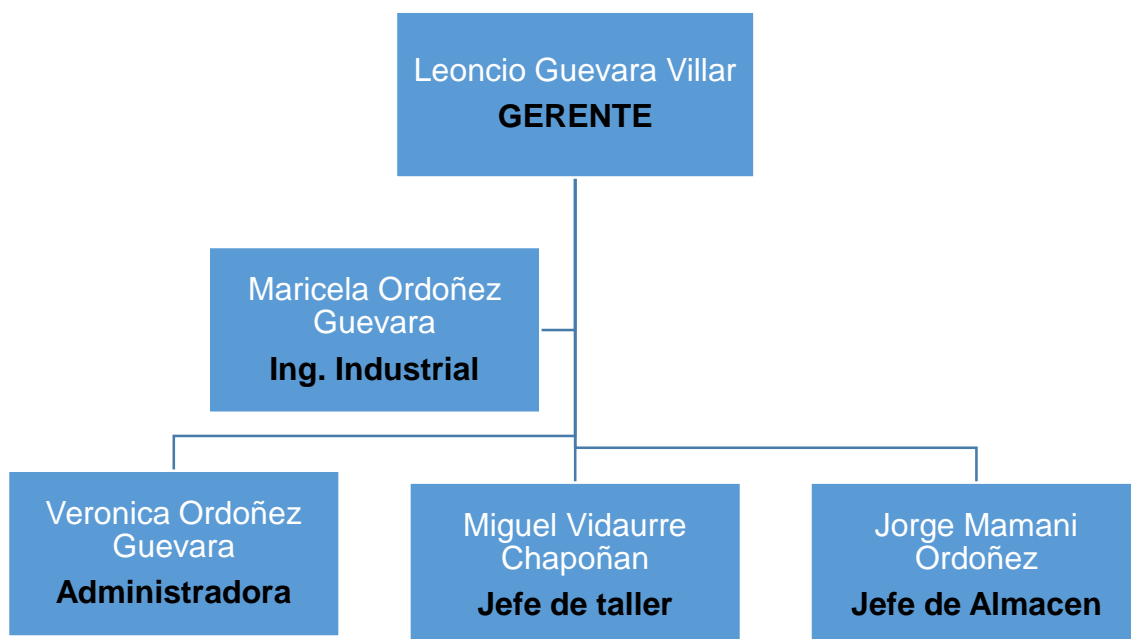 Leoncio Guevara Villar
GERENTE
Maricela Ordoñez
Guevara
Ing. Industrial
Veronica Ordoñez
Guevara
Administradora
Miguel Vidaurre
Chapoñan
Jefe de taller
Jorge Mamani
Ordoñez
Jefe de Almacen